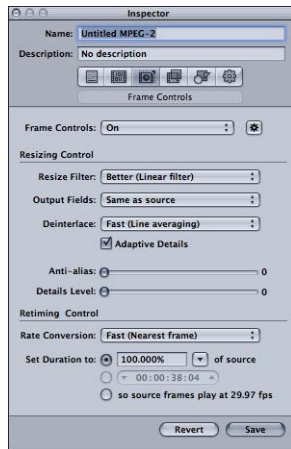 Inspector
Name: Untitled MPEG-2
Description: No description
Frame Controls
Frame Controls: On
Resizing Control
Resize Filter: Better (Linear filter)
Output Fields: Same as source
Deinterlace: Fast (Line averaging)
Adaptive Details
Anti-alias: 0
Details Level: 0
Retiming Control
Rate Conversion: Fast (Nearest frame)
Set Duration to: 100.000% of source
00:00:38:04
so source frames play at 29.97 fps
Revert Save